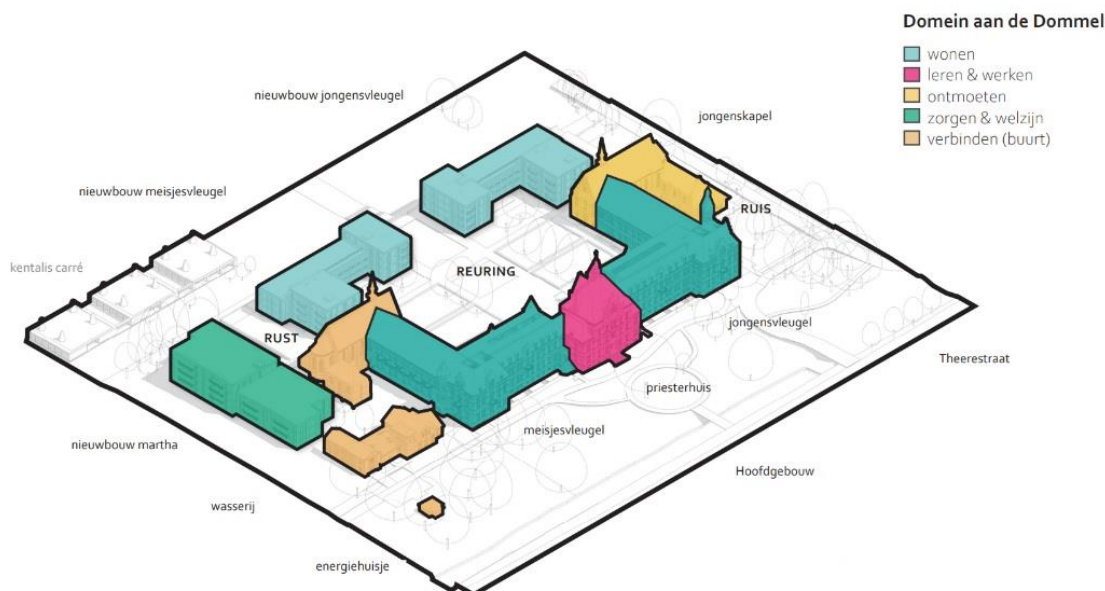 Domein aan de Dommel
wonen
leren & werken
ontmoeten
zorgen & welzijn
verbinden (buurt)
nieuwbouw jongensvleugel
jongenskapel
nieuwbouw meisjesvleugel
RUIS
kentalis carré
REURING
RUST
jongensvleugel
Theerestraat
priesterhuis
nieuwbouw martha
meisjesvleugel
Hoofdgebouw
wasserij
energiehuisje